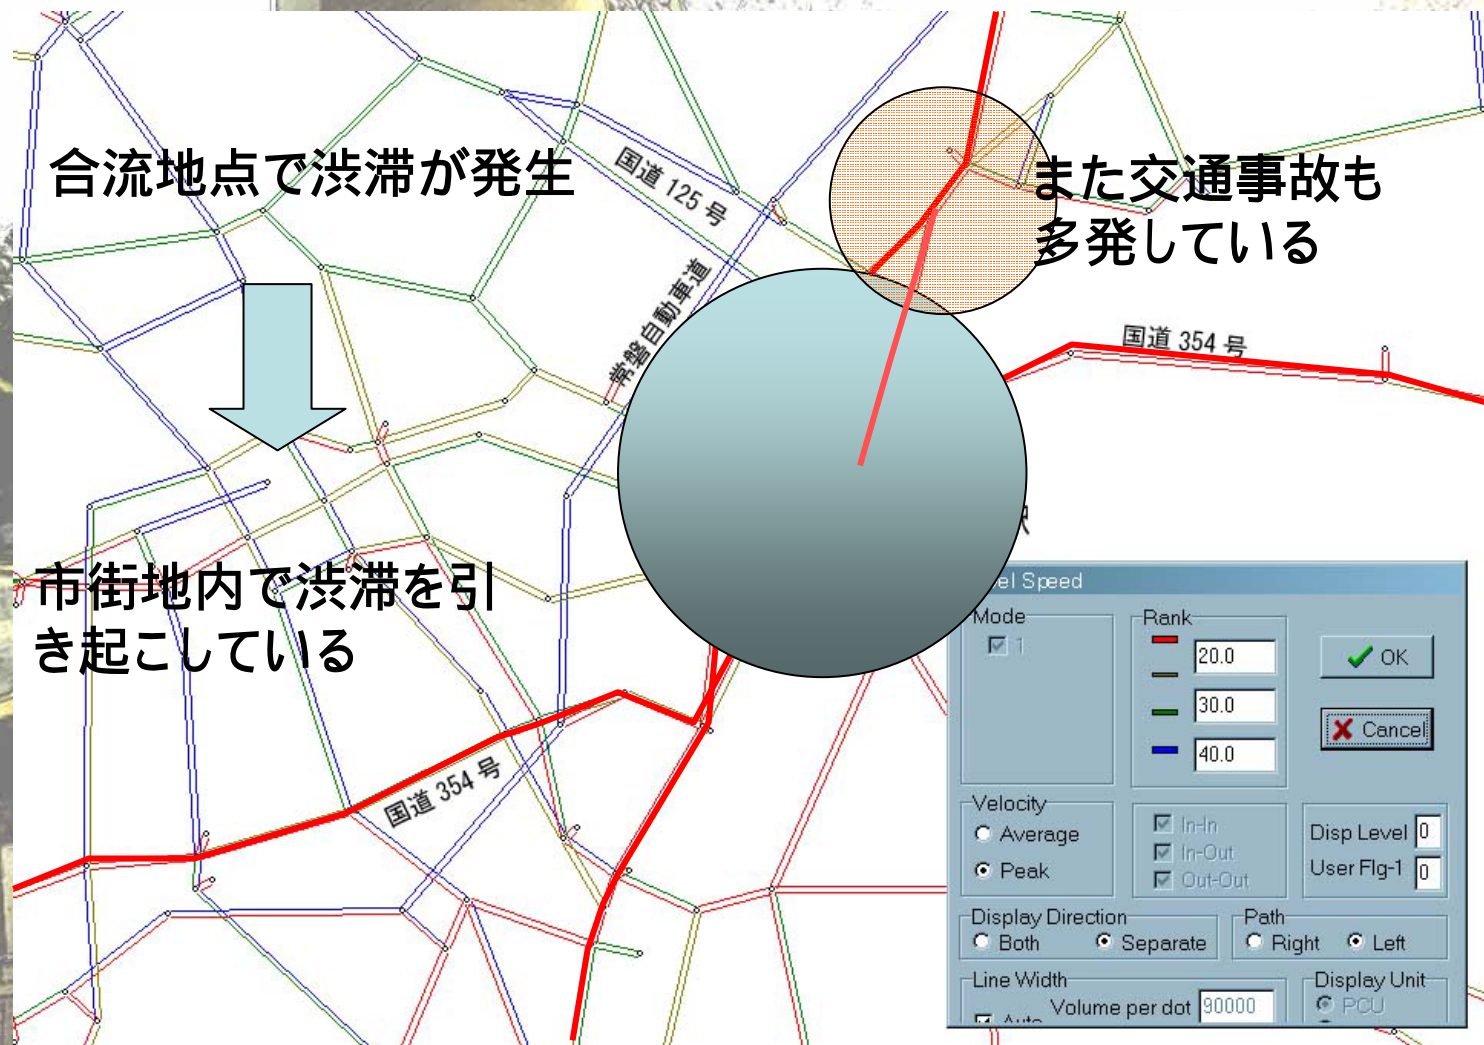 合流地点で渋滞が発生
国道 125 号
また交通事故も
多発している
常磐自動車道
国道 354 号
市街地内で渋滞を引
き起こしている
国道 354 号
Speed
Mode
1
Rank
20.0
30.0
40.0
OK
Cancel
Velocity
Average
Peak
In-In
In-Out
Out-Out
Disp Level 0
User Flg-1 0
Display Direction
Both Separate
Path
Right Left
Line Width
Auto Volume per dot 90000
Display Unit
PCU